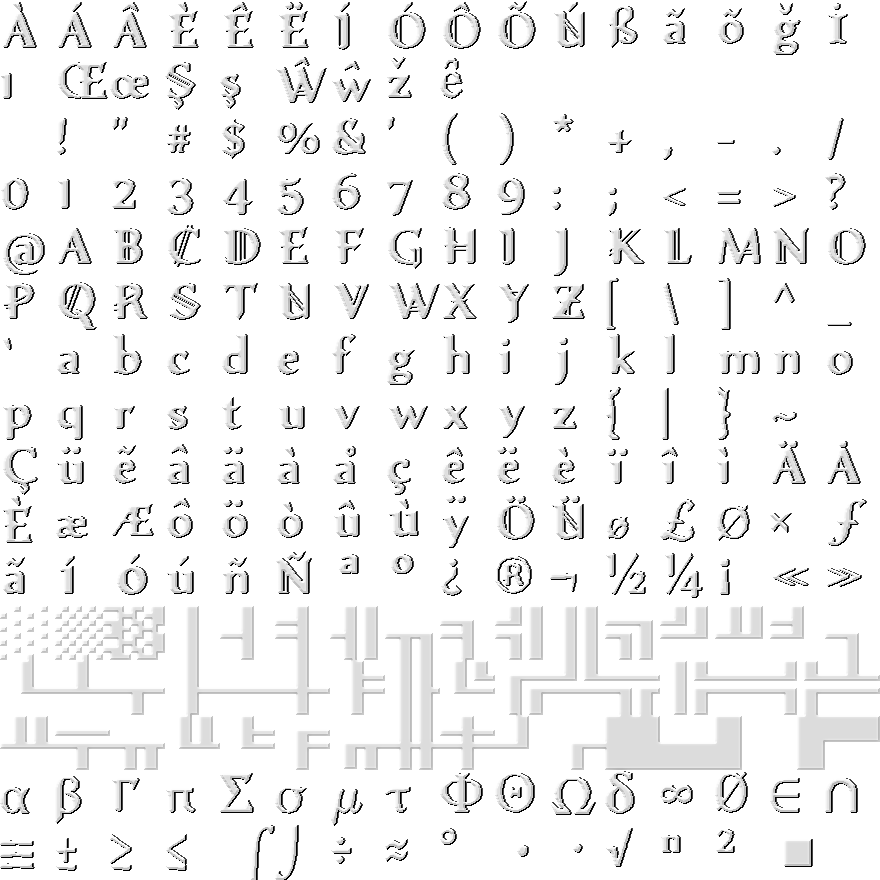 À Á Â È Ê Ë Í Ó Ô Õ Ú ß ã õ ğ İ
ı Œ œ Ş ş Ŵ ŵ ž ê
! " # $ % & ' ( ) * + , - . /
0 1 2 3 4 5 6 7 8 9 : ; < = > ?
@ A B C D E F G H I J K L M N O
P Q R S T U V W X Y Z [ \ ] ^ _
` a b c d e f g h i j k l m n o
p q r s t u v w x y z { | } ~
Ç ü ẽ â ä à å ç ê ë è ï î ì Ä Å
È æ Æ ô ö ò û ù ÿ Ö Ü ø £ Ø × ƒ
ã í ó ú ñ Ñ ª º ¿ ® ¬ ½ ¼ ¡ « »
α β Γ π Σ σ μ τ Φ Θ Ω δ ∞ Ø ∈ ∩
≡ ± ≥ ≤ ⌠ ⌡ ÷ ≈ ° • · √ ⁿ ² ■